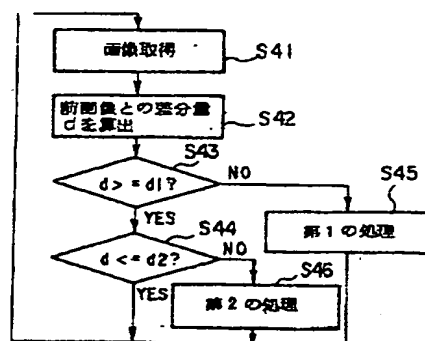 画像取得
S41
前画像との差分量
dを算出
S42
S43
d>=d1?
NO
YES
S45
第1の処理
S44
d<=d2?
NO
YES
S46
第2の処理